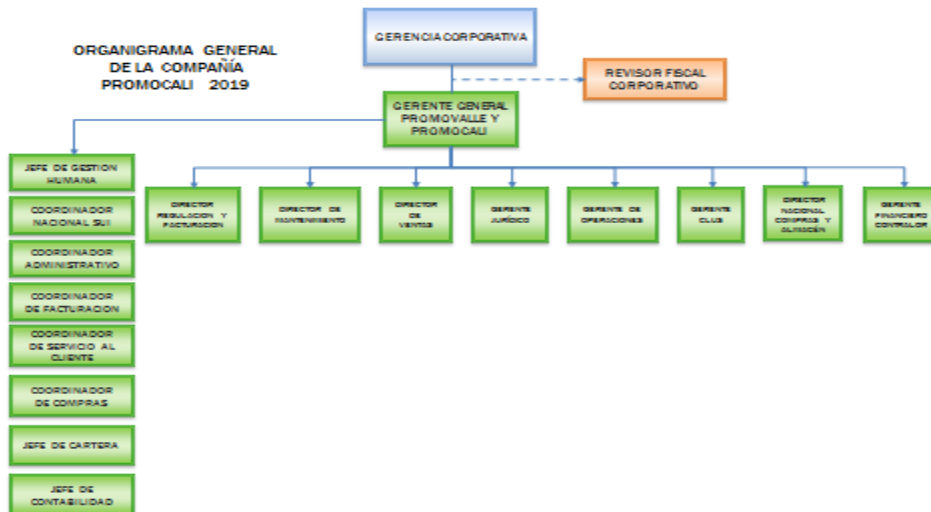 GERENCIA CORPORATIVA
ORGANIGRAMA GENERAL
DE LA COMPAÑÍA
PROMOCALI 2019
REVISOR FISCAL
CORPORATIVO
GERENTE GENERAL
PROMOVALLE Y
PROMOCALI
JEFE DE GESTION
HUMANA
COORDINADOR
NACIONAL SUI
COORDINADOR
ADMINISTRATIVO
COORDINADOR
DE FACTURACION
COORDINADOR
DE SERVICIO AL
CLIENTE
COORDINADOR
DE COMPRAS
JEFE DE CARTERA
JEFE DE
CONTABILIDAD
DIRECTOR
REGULACION Y
FACTURACION
DIRECTOR DE
MANTENIMIENTO
DIRECTOR
DE
VENTAS
GERENTE
JURÍDICO
GERENTE DE
OPERACIONES
GERENTE
CLUS
DIRECTOR
NACIONAL
COMPRAS Y
ALMACÉN
GERENTE
FINANCIERO
CONTRALOR